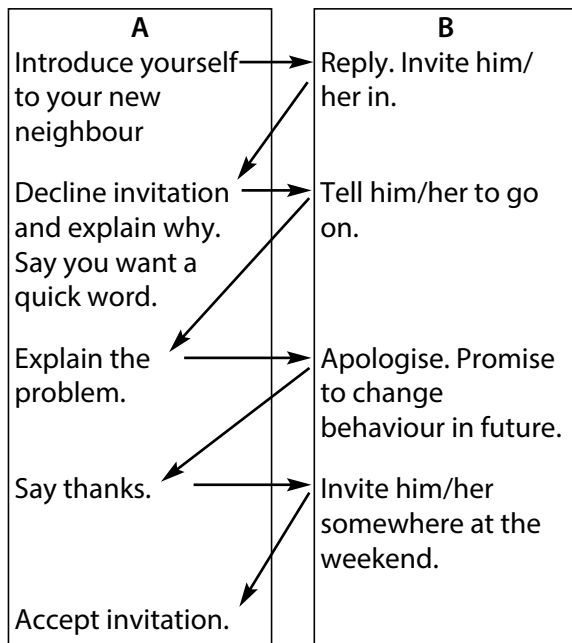 A
Introduce yourself
to your new
neighbour
Decline invitation
and explain why.
Say you want a
quick word.
Explain the
problem.
Say thanks.
Accept invitation.
B
Reply. Invite him/
her in.
Tell him/her to go
on.
Apologise. Promise
to change
behaviour in future.
Invite him/her
somewhere at the
weekend.